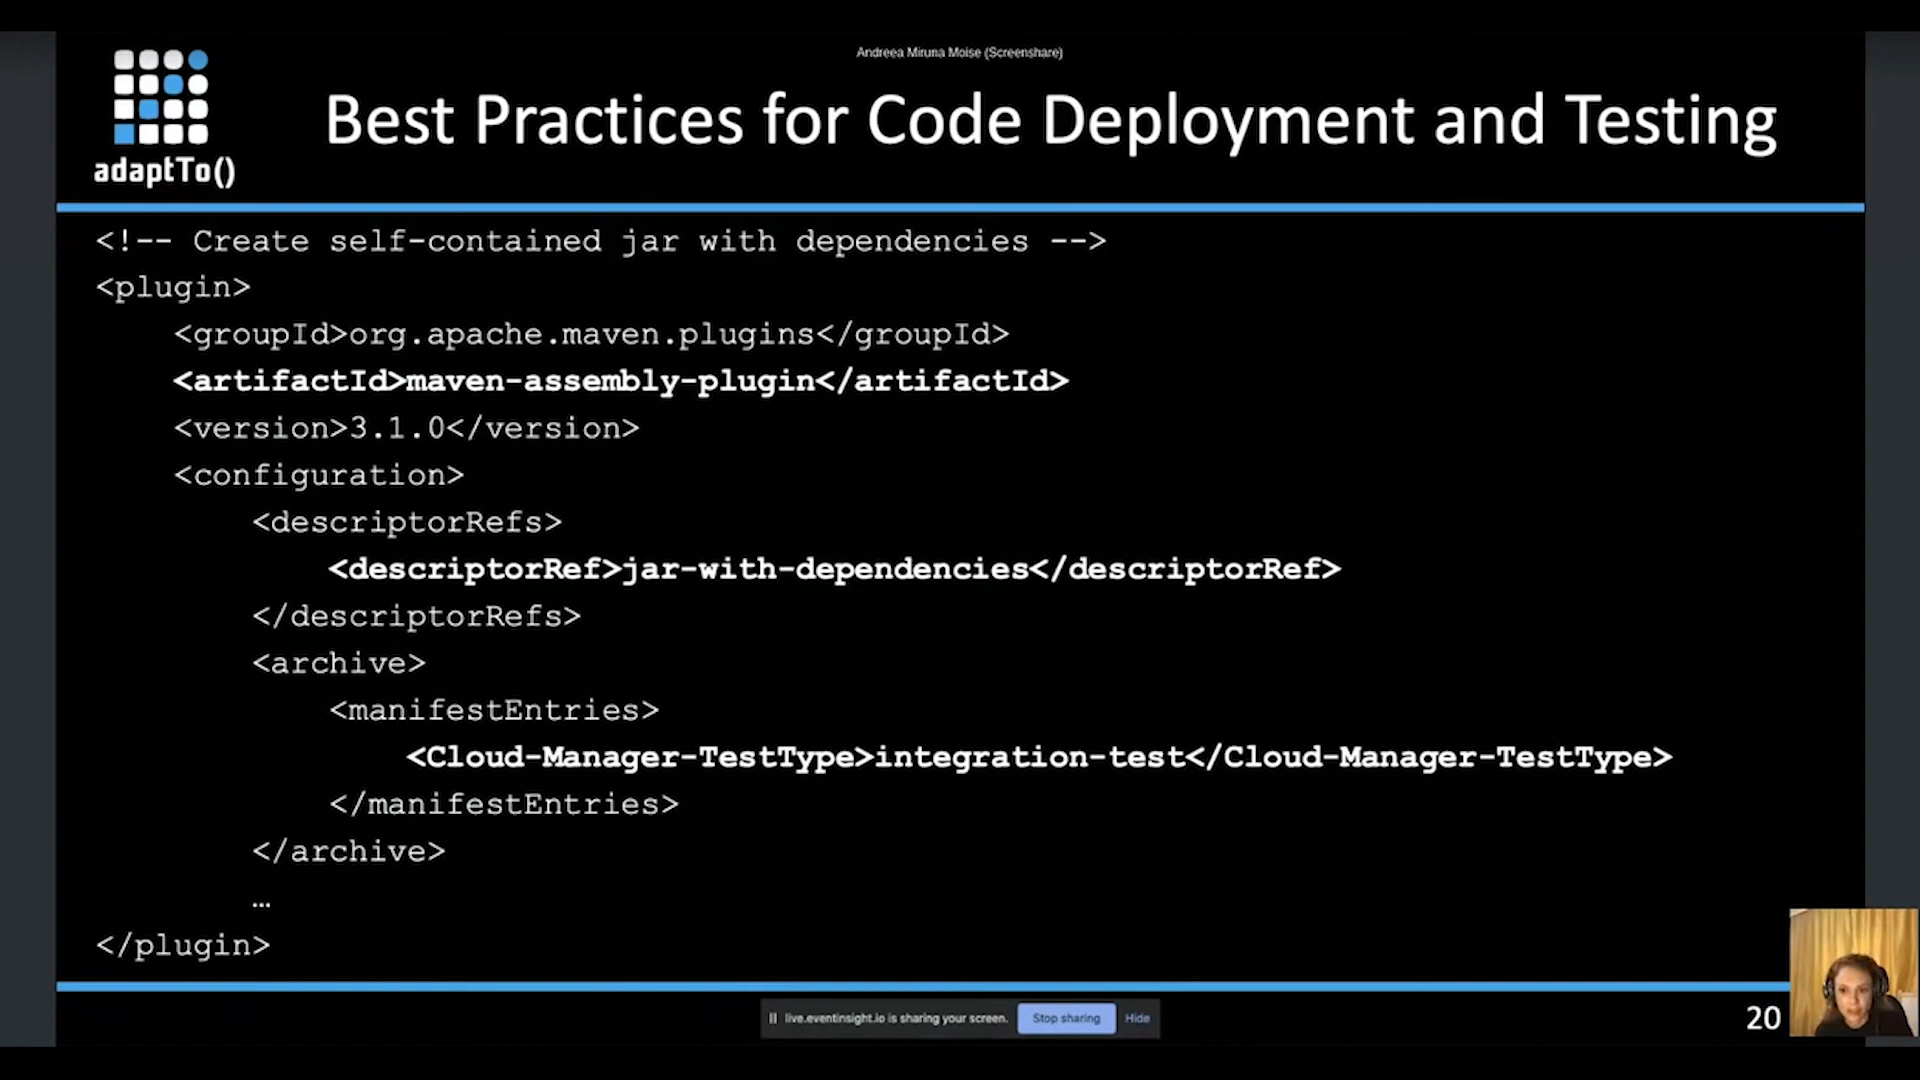 Andreea Miruna Moise (Screenshare)
adaptTo()
Best Practices for Code Deployment and Testing
<!-- Create self-contained jar with dependencies -->
<plugin>
<groupId>org.apache.maven.plugins</groupId>
<artifactId>maven-assembly-plugin</artifactId>
<version>3.1.0</version>
<configuration>
<descriptorRefs>
<descriptorRef>jar-with-dependencies</descriptorRef>
</descriptorRefs>
<archive>
<manifestEntries>
<Cloud-Manager-TestType>integration-test</Cloud-Manager-TestType>
</manifestEntries>
</archive>
…
</plugin>
live.eventinsight.io is sharing your screen.
Stop sharing
Hide
20